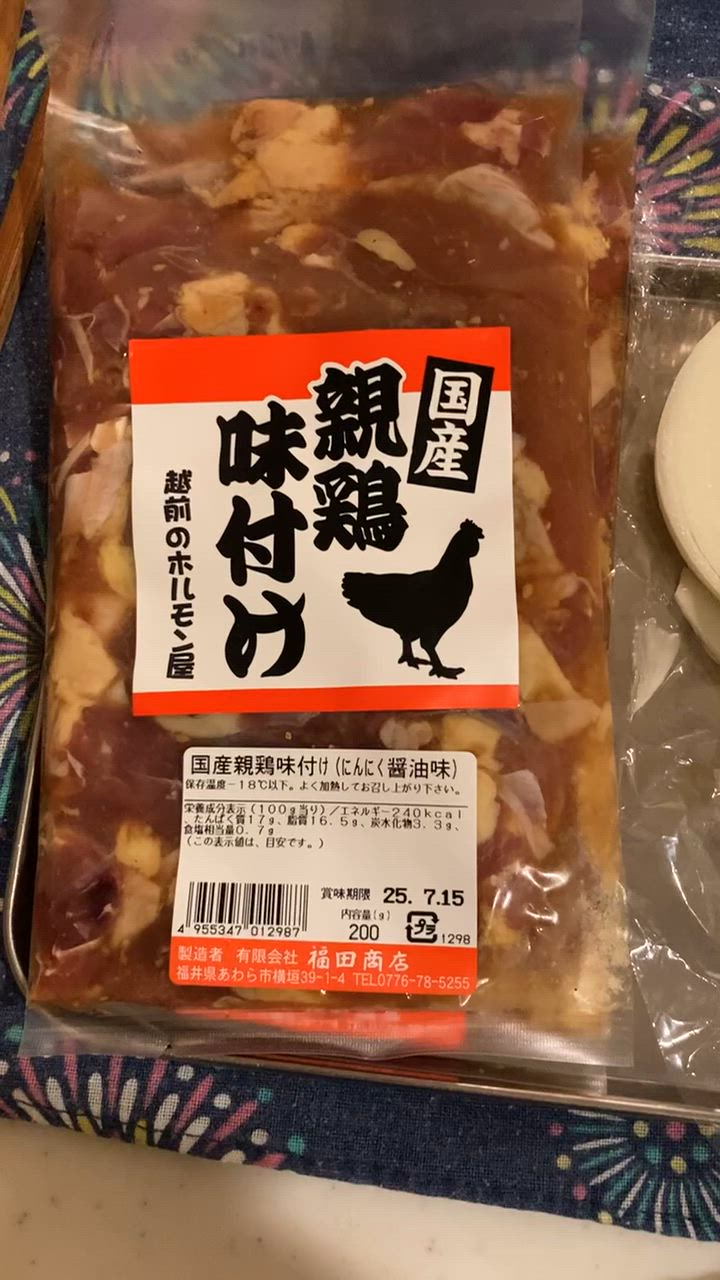 国産
親鶏
味付け
越前のホルモン屋
国産親鶏味付け(にんにく醤油味)
保存温度-18℃以下。よく加熱してお召し上がり下さい。
栄養成分表示(100g当り)/エネルギー240kcal
、たんぱく質17g、脂質16.5g、炭水化物3.3g、
食塩相当量0.7g
(この表示値は、目安です。)
賞味期限 25. 7.15
内容量(g)
200
プラ
1298
4 955347 012987
製造者 有限会社 福田商店
福井県あわら市横垣39-1-4 TEL0776-78-5255